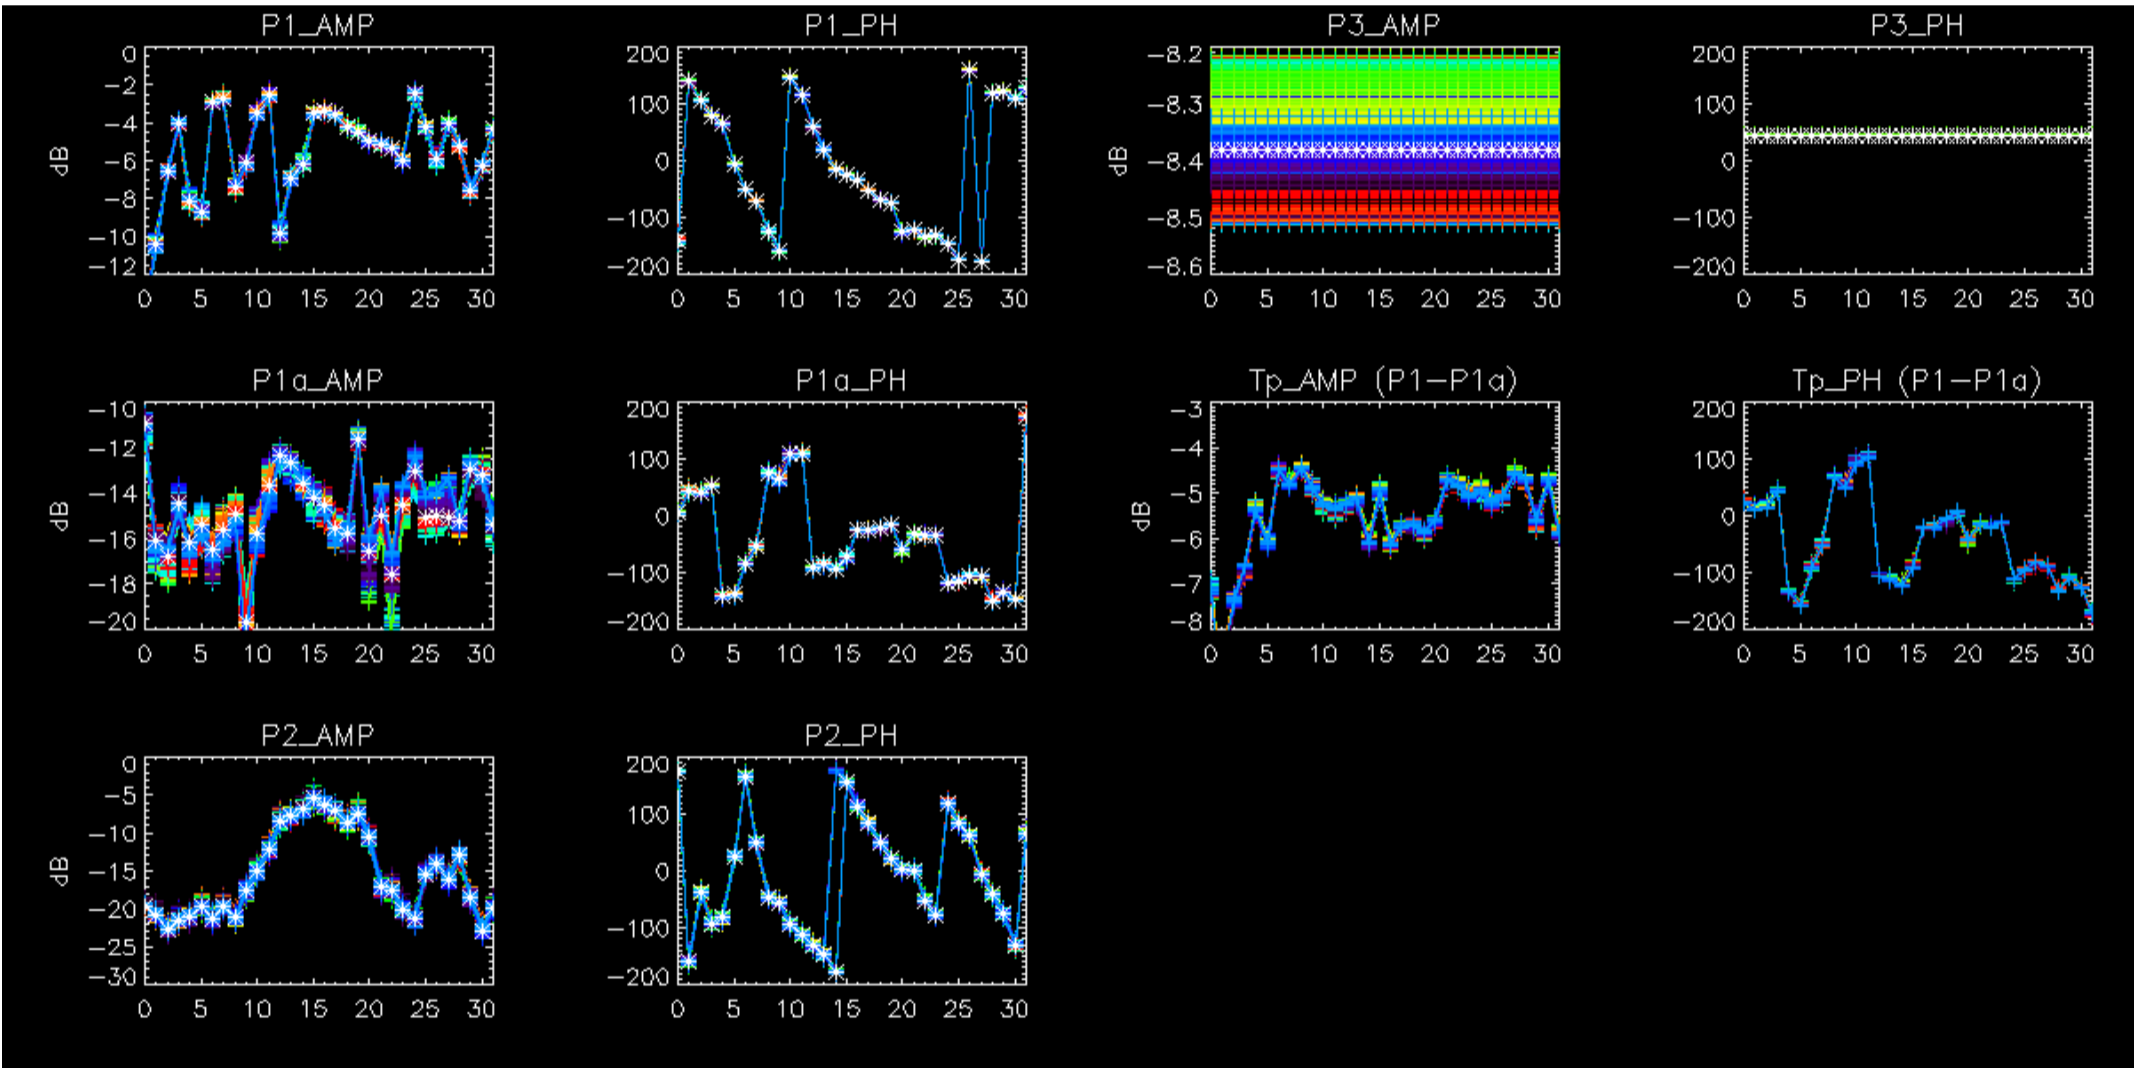 P1_AMP P1_PH P3_AMP P3_PH
0 200 −8.2 200
−2 100 −8.3 100
−4 0 −8.4 0
−6 −100 −8.5 −100
−8 −200 −8.6 −200
−10
−12
dB dB
0 5 10 15 20 25 30 0 5 10 15 20 25 30 0 5 10 15 20 25 30 0 5 10 15 20 25 30
P1a_AMP P1a_PH Tp_AMP (P1−P1a) Tp_PH (P1−P1a)
−10 200 −3 200
−12 100 −4 100
−14 0 −5 0
−16 −100 −6 −100
−18 −200 −7 −200
−20 −8
dB dB
0 5 10 15 20 25 30 0 5 10 15 20 25 30 0 5 10 15 20 25 30 0 5 10 15 20 25 30
P2_AMP P2_PH
0 200
−5 100
−10 0
−15 −100
−20 −200
−25
−30
dB
0 5 10 15 20 25 30 0 5 10 15 20 25 30